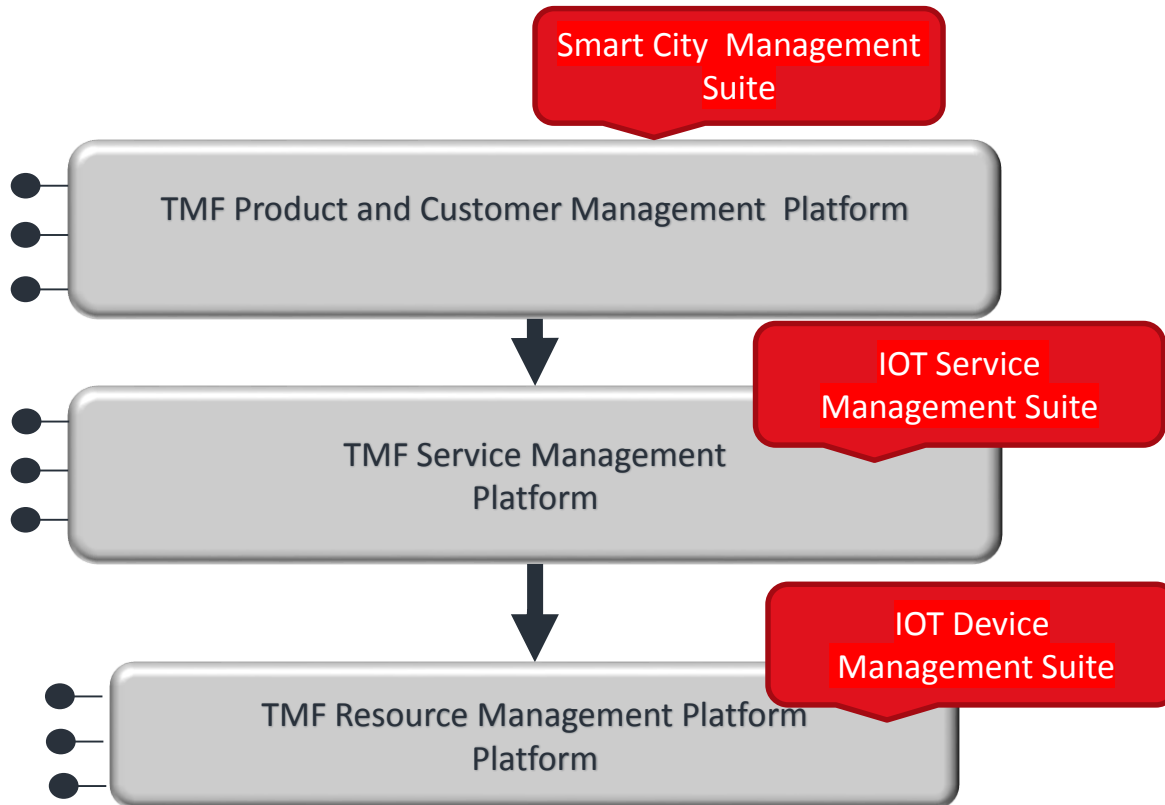 Smart City  Management
Suite
TMF Product and Customer Management  Platform
IOT Service
Management Suite
TMF Service Management
Platform
IOT Device
Management Suite
TMF Resource Management Platform
Platform